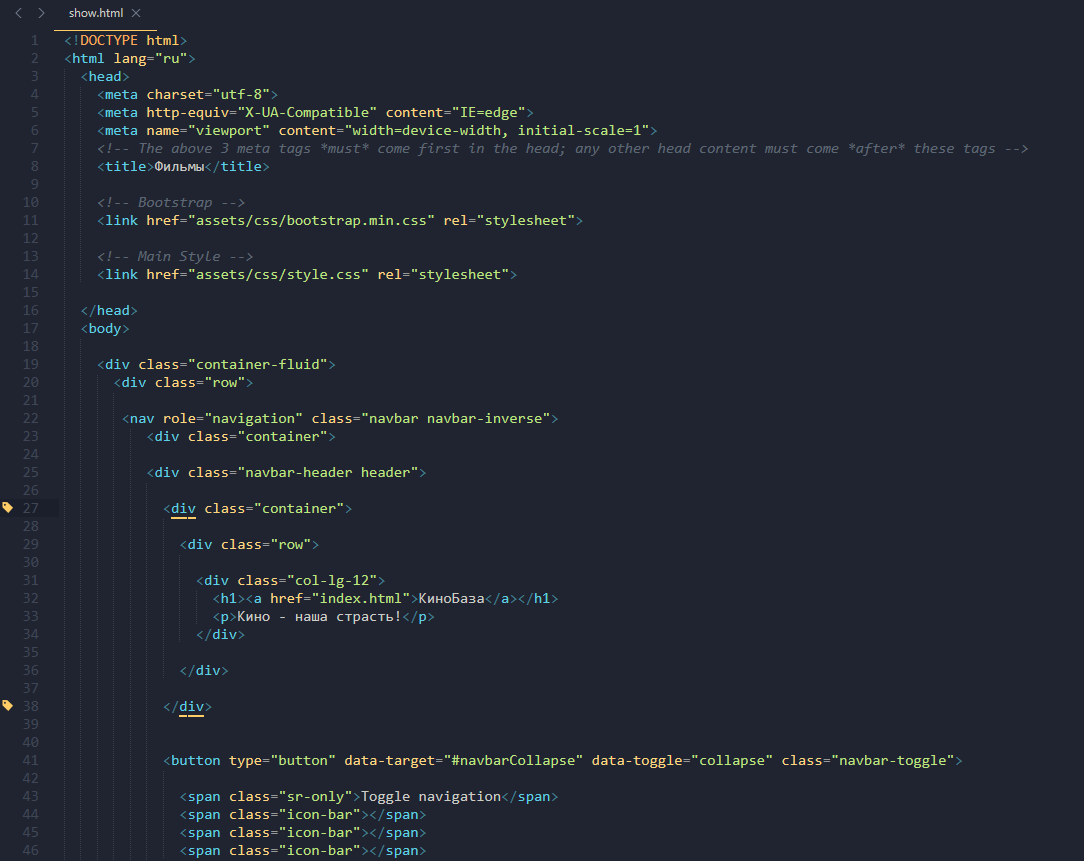 show.html
1 <!DOCTYPE html>
2 <html lang="ru">
3 <head>
4 <meta charset="utf-8">
5 <meta http-equiv="X-UA-Compatible" content="IE=edge">
6 <meta name="viewport" content="width=device-width, initial-scale=1">
7 <!-- The above 3 meta tags *must* come first in the head; any other head content must come *after* these tags -->
8 <title>Фильмы</title>
9
10 <!-- Bootstrap -->
11 <link href="assets/css/bootstrap.min.css" rel="stylesheet">
12
13 <!-- Main Style -->
14 <link href="assets/css/style.css" rel="stylesheet">
15
16 </head>
17 <body>
18
19 <div class="container-fluid">
20 <div class="row">
21
22 <nav role="navigation" class="navbar navbar-inverse">
23 <div class="container">
24
25 <div class="navbar-header header">
26
27 <div class="container">
28
29 <div class="row">
30
31 <div class="col-lg-12">
32 <h1><a href="index.html">КиноБаза</a></h1>
33 <p>Кино - наша страсть!</p>
34 </div>
35
36 </div>
37
38 </div>
39
40
41 <button type="button" data-target="#navbarCollapse" data-toggle="collapse" class="navbar-toggle">
42
43 <span class="sr-only">Toggle navigation</span>
44 <span class="icon-bar"></span>
45 <span class="icon-bar"></span>
46 <span class="icon-bar"></span>